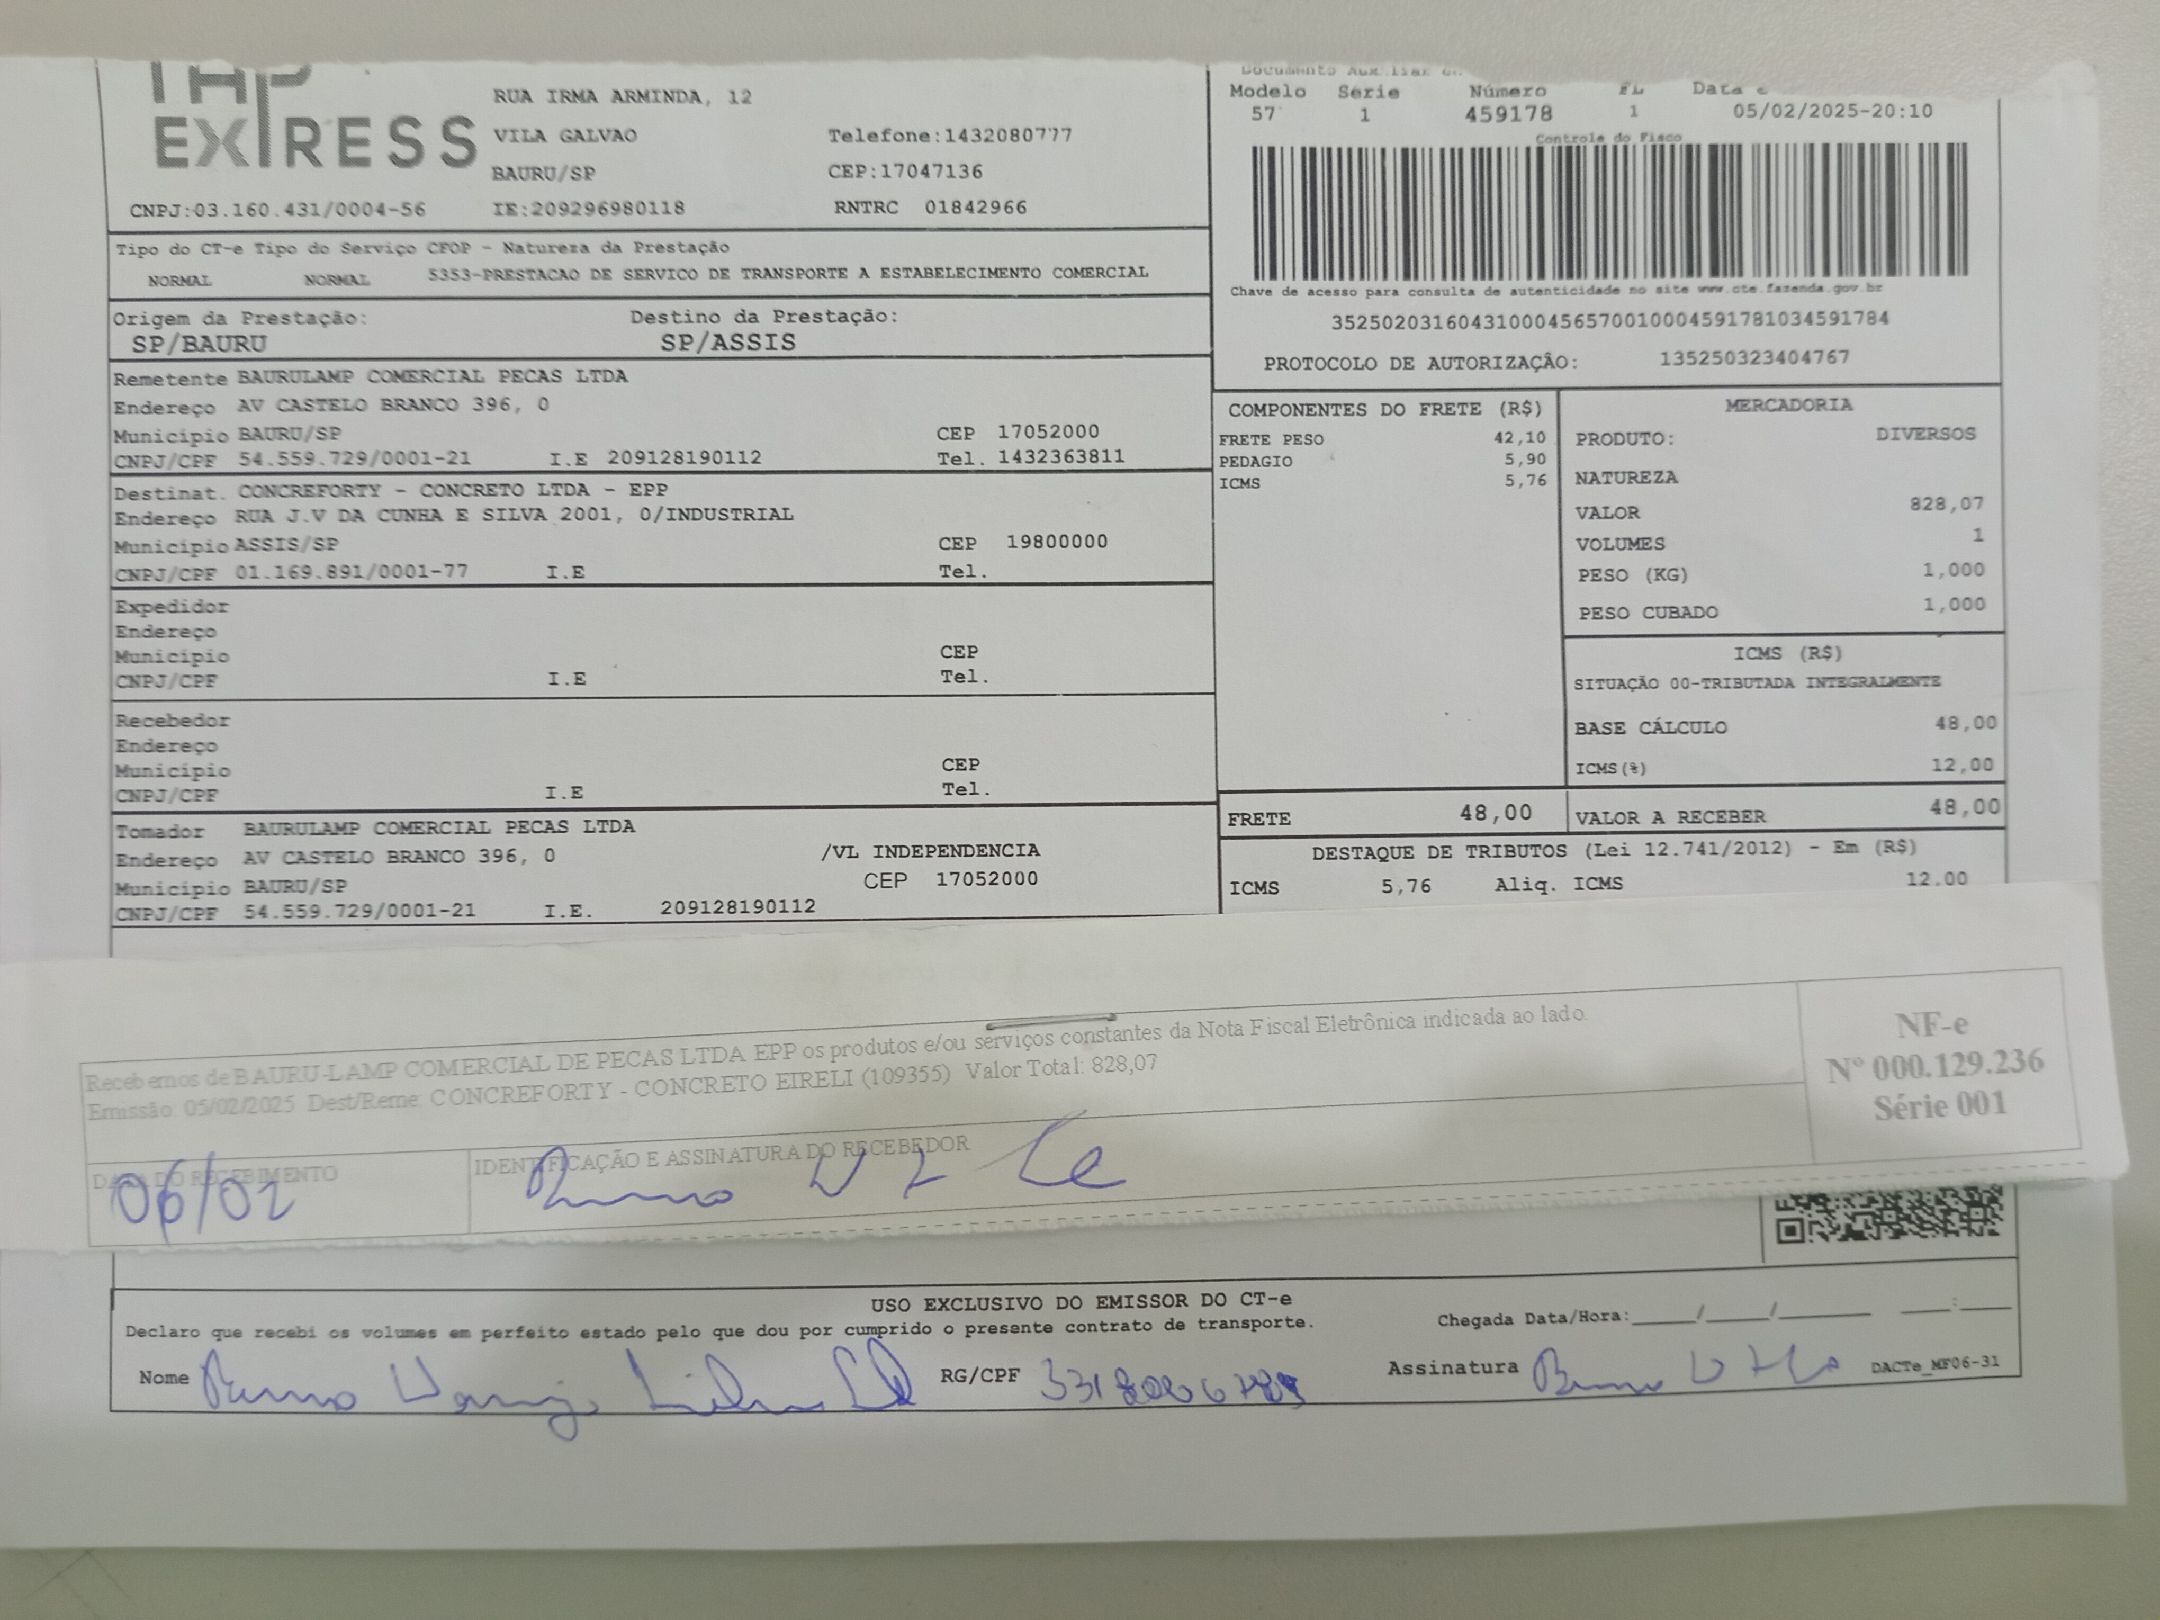 EXPRESS
RUA IRMA ARMINDA, 12
VILA GALVAO Telefone:1432080777
BAURU/SP CEP:17047136
CNPJ:03.160.431/0004-56 IE:209296980118 RNTRC 01842966
Documento Auxiliar
Modelo Série Número FL Data e
57 1 459178 1 05/02/2025-20:10
Controle do Fisco
Chave de acesso para consulta de autenticidade no site www.cte.fazenda.gov.br
35250203160431000456570010004591781034591784
PROTOCOLO DE AUTORIZAÇÂO: 135250323404767
Tipo do CT-e Tipo do Serviço CFOP - Natureza da Prestação
NORMAL NORMAL 5353-PRESTACAO DE SERVICO DE TRANSPORTE A ESTABELECIMENTO COMERCIAL
Origem da Prestação: Destino da Prestação:
SP/BAURU SP/ASSIS
Remetente BAURULAMP COMERCIAL PECAS LTDA
Endereço AV CASTELO BRANCO 396, 0
Município BAURU/SP CEP 17052000
CNPJ/CPF 54.559.729/0001-21 I.E 209128190112 Tel. 1432363811
Destinat. CONCREFORTY - CONCRETO LTDA - EPP
Endereço RUA J.V DA CUNHA E SILVA 2001, 0/INDUSTRIAL
Município ASSIS/SP CEP 19800000
CNPJ/CPF 01.169.891/0001-77 I.E Tel.
Expedidor
Endereço
Município CEP
CNPJ/CPF I.E Tel.
Recebedor
Endereço
Município CEP
CNPJ/CPF I.E Tel.
Tomador BAURULAMP COMERCIAL PECAS LTDA
Endereço AV CASTELO BRANCO 396, 0 /VL INDEPENDENCIA
Município BAURU/SP CEP 17052000
CNPJ/CPF 54.559.729/0001-21 I.E. 209128190112
COMPONENTES DO FRETE (R$)
FRETE PESO 42,10
PEDAGIO 5,90
ICMS 5,76
MERCADORIA
PRODUTO: DIVERSOS
NATUREZA
VALOR 828,07
VOLUMES 1
PESO (KG) 1,000
PESO CUBADO 1,000
ICMS (R$)
SITUAÇÃO 00-TRIBUTADA INTEGRALMENTE
BASE CÁLCULO 48,00
ICMS(%) 12,00
FRETE 48,00 VALOR A RECEBER 48,00
DESTAQUE DE TRIBUTOS (Lei 12.741/2012) - Em (R$)
ICMS 5,76 Aliq. ICMS 12.00
Recebemos de BAURU-LAMP COMERCIAL DE PECAS LTDA EPP os produtos e/ou serviços constantes da Nota Fiscal Eletrônica indicada ao lado.
Emissão: 05/02/2025 Dest/Reme: CONCREFORTY - CONCRETO EIRELI (109355) Valor Total: 828,07
NF-e
Nº 000.129.236
Série 001
DATA DO RECEBIMENTO IDENTIFICAÇÃO E ASSINATURA DO RECEBEDOR
06/02 Bruno
USO EXCLUSIVO DO EMISSOR DO CT-e
Declaro que recebi os volumes em perfeito estado pelo que dou por cumprido o presente contrato de transporte. Chegada Data/Hora:____/____/______ ___:___
Nome Bruno RG/CPF Assinatura Bruno DACTe_MF06-31